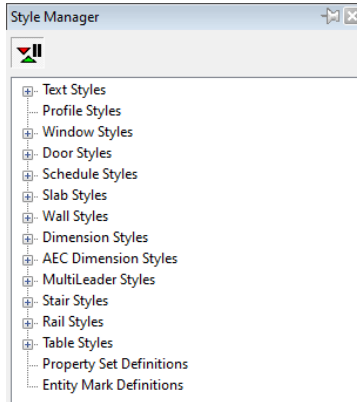 Style Manager
Text Styles
Profile Styles
Window Styles
Door Styles
Schedule Styles
Slab Styles
Wall Styles
Dimension Styles
AEC Dimension Styles
MultiLeader Styles
Stair Styles
Rail Styles
Table Styles
Property Set Definitions
Entity Mark Definitions